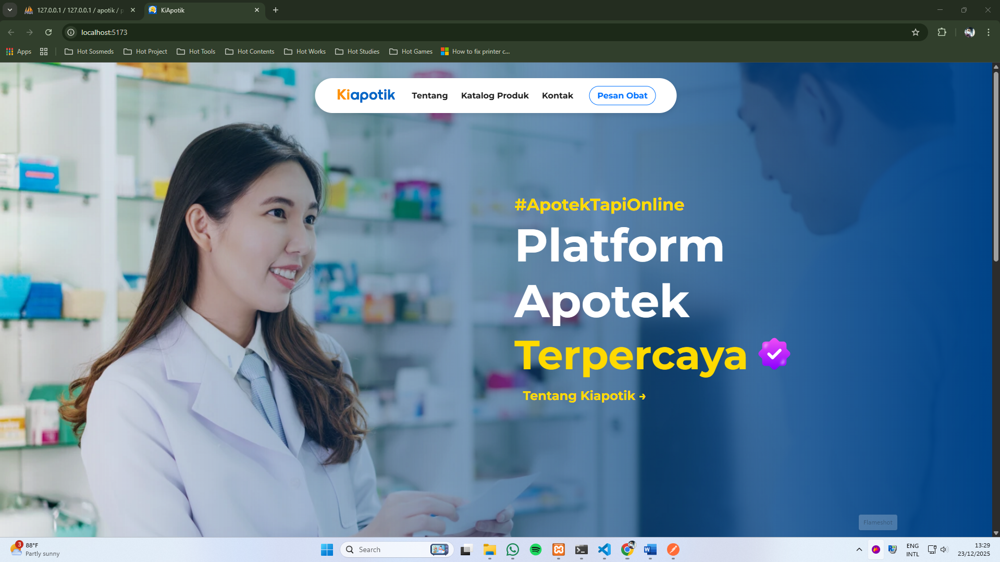 127.0.0.1 / 127.0.0.1 / apotik / p
KiApotik
localhost:5173
Apps
Hot Sosmeds
Hot Project
Hot Tools
Hot Contents
Hot Works
Hot Studies
Hot Games
How to fix printer c...
Kiapotik
Tentang
Katalog Produk
Kontak
Pesan Obat
#ApotekTapiOnline
Platform
Apotek
Terpercaya
Tentang Kiapotik →
Flameshot
3
88°F
Partly sunny
Search
ENG
INTL
13:29
23/12/2025